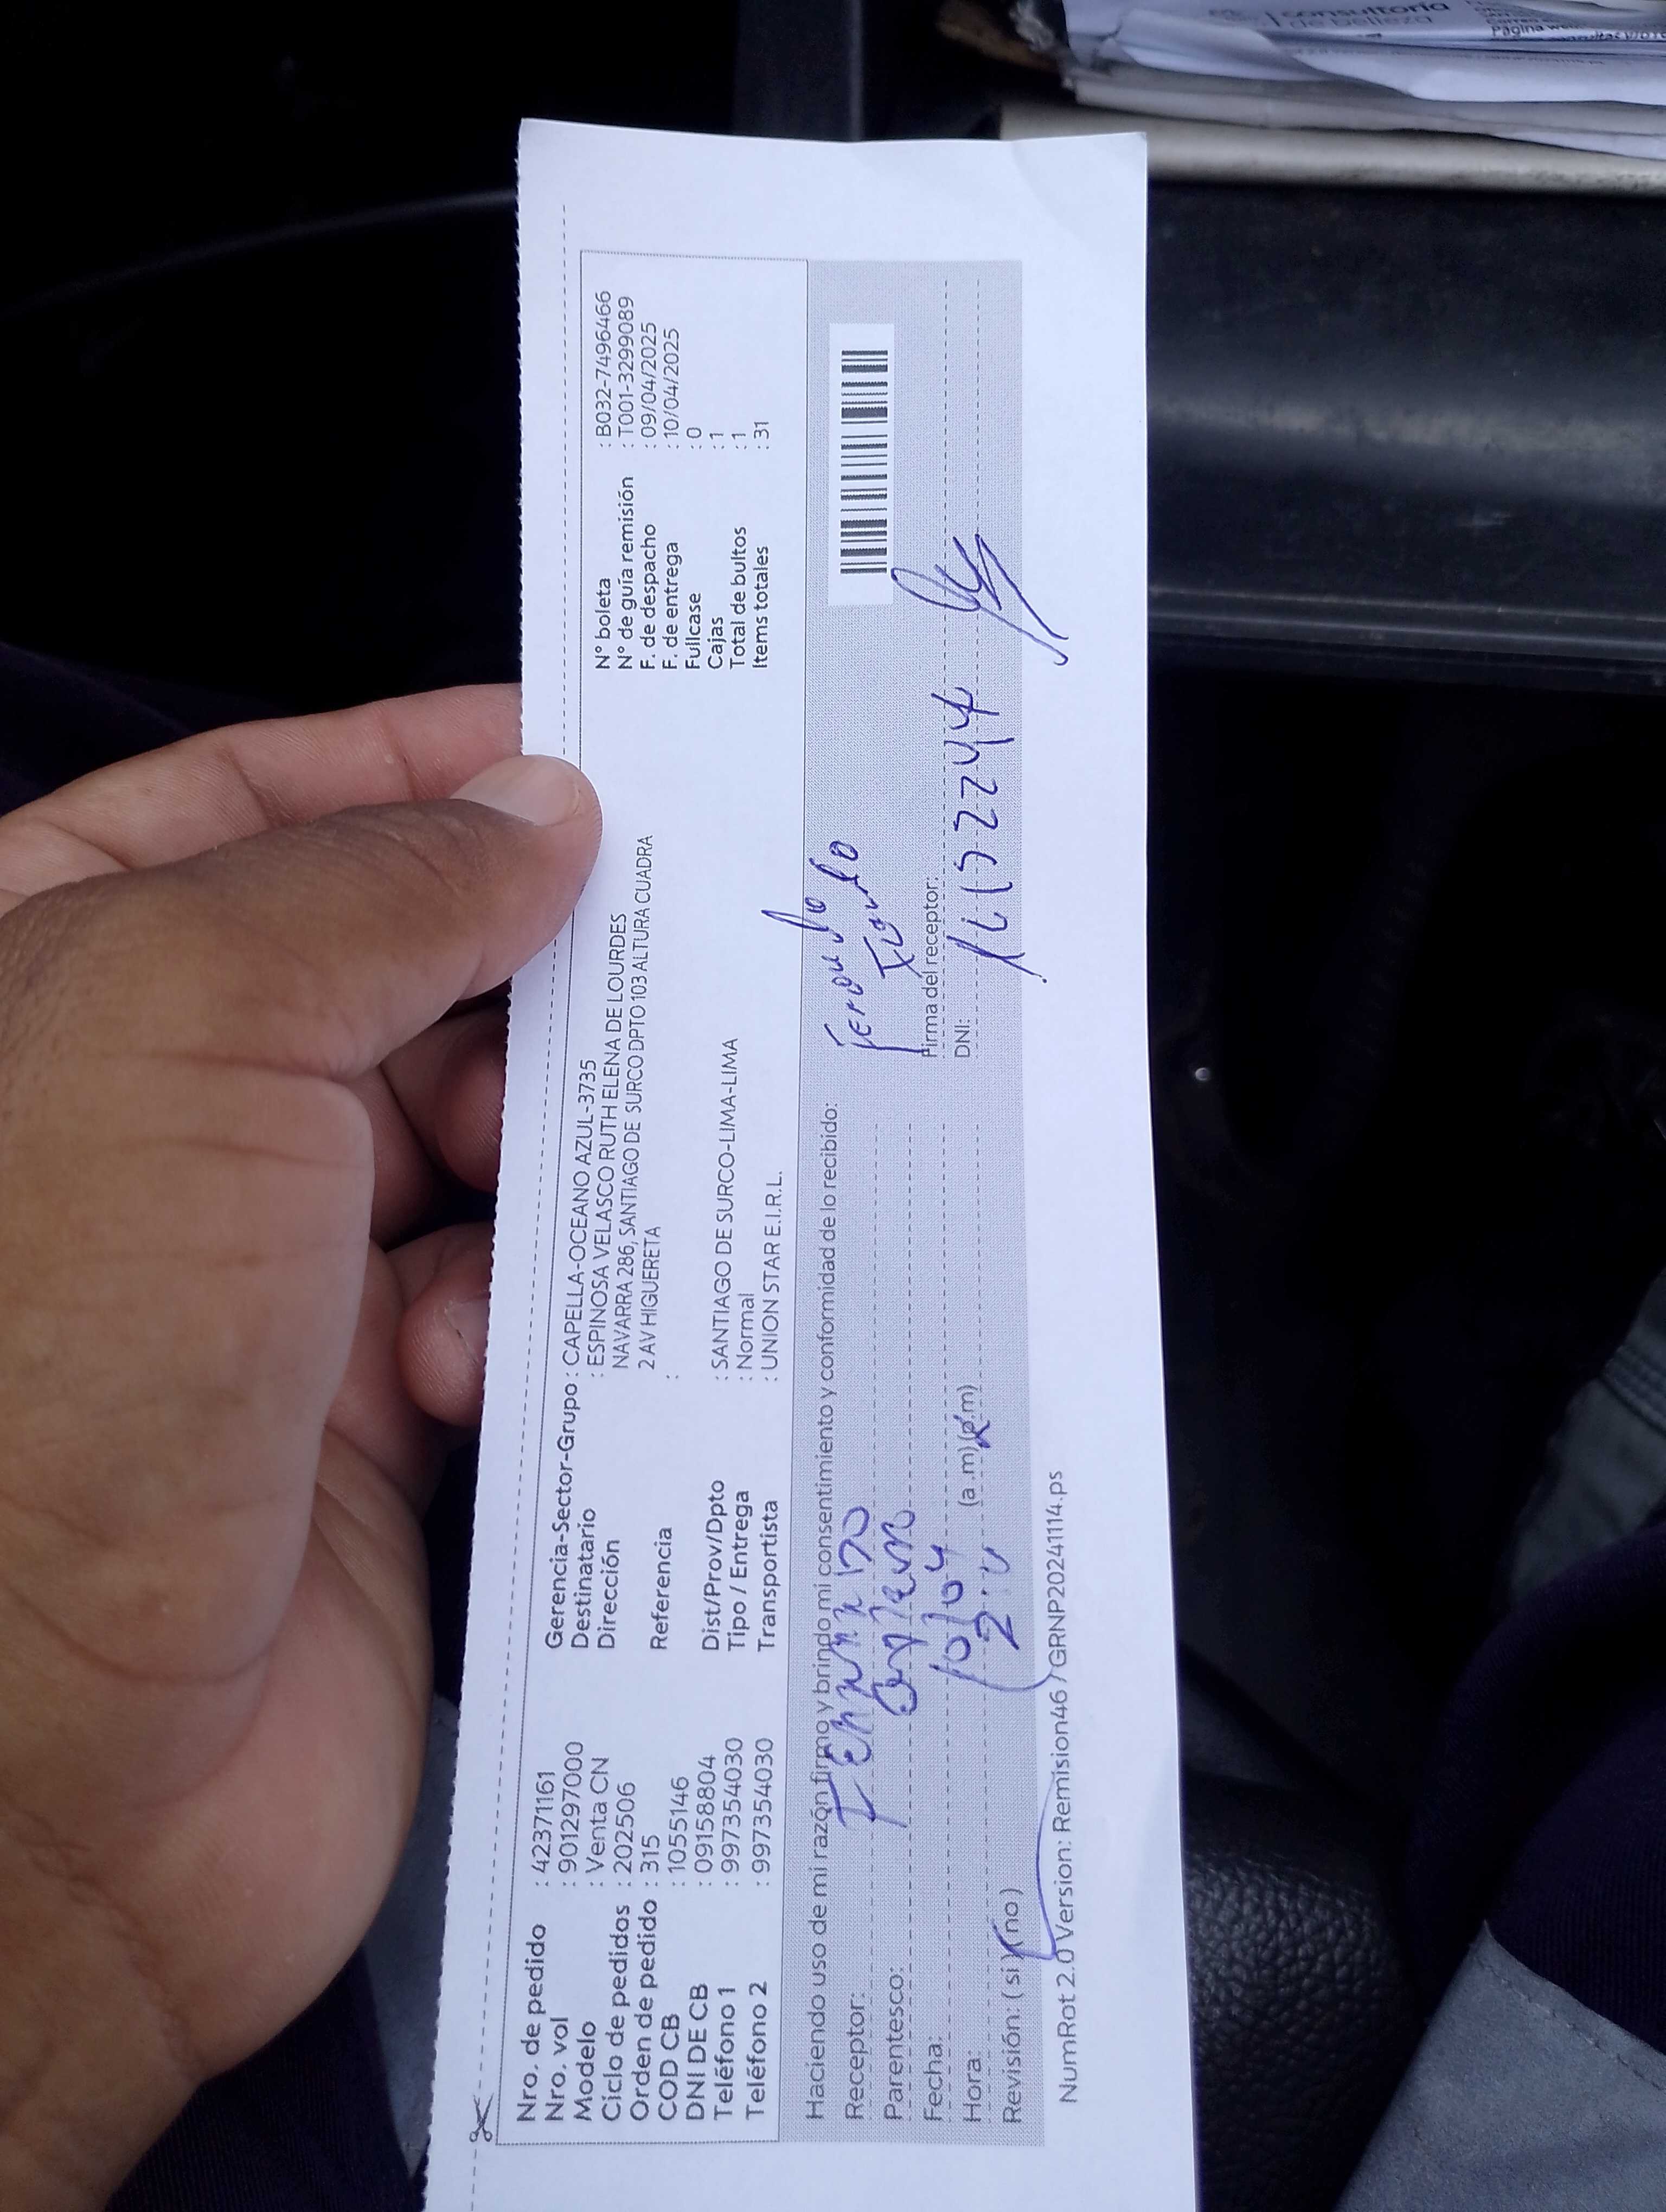 consultoría
de belleza
Nro. de pedido : 42371161
Nro. vol : 901297000
Modelo : Venta CN
Ciclo de pedidos : 202506
Orden de pedido : 315
COD CB : 1055146
DNI DE CB : 09158804
Teléfono 1 : 997354030
Teléfono 2 : 997354030
Gerencia-Sector-Grupo : CAPELLA-OCEANO AZUL-3735
Destinatario : ESPINOSA VELASCO RUTH ELENA DE LOURDES
Dirección NAVARRA 286, SANTIAGO DE SURCO DPTO 103 ALTURA CUADRA
2 AV HIGUERETA
Referencia :
Dist/Prov/Dpto : SANTIAGO DE SURCO-LIMA-LIMA
Tipo / Entrega : Normal
Transportista : UNION STAR E.I.R.L.
N° boleta : B032-7496466
N° de guía remisión : T001-3299089
F. de despacho : 09/04/2025
F. de entrega : 10/04/2025
Fullcase : 0
Cajas : 1
Total de bultos : 1
Items totales : 31
Haciendo uso de mi razón firmo y brindo mi consentimiento y conformidad de lo recibido:
Receptor: FERNANDO
Parentesco:
Fecha: 10/04
Hora: (a .m) (p.m)
Revisión: ( si ) (no )
Fernando
Firma del receptor:
DNI:
NumRot 2.0 Version: Remision46 / GRNP20241114.ps